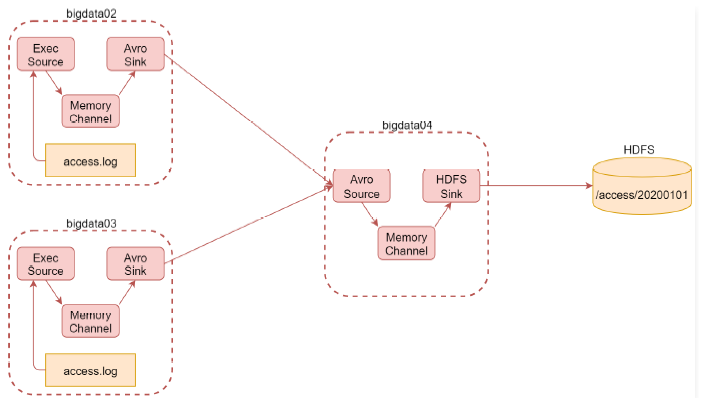 bigdata02
Exec
Source
Avro
Sink
Memory
Channel
access.log
bigdata03
Exec
Source
Avro
Sink
Memory
Channel
access.log
bigdata04
Avro
Source
HDFS
Sink
Memory
Channel
HDFS
/access/20200101